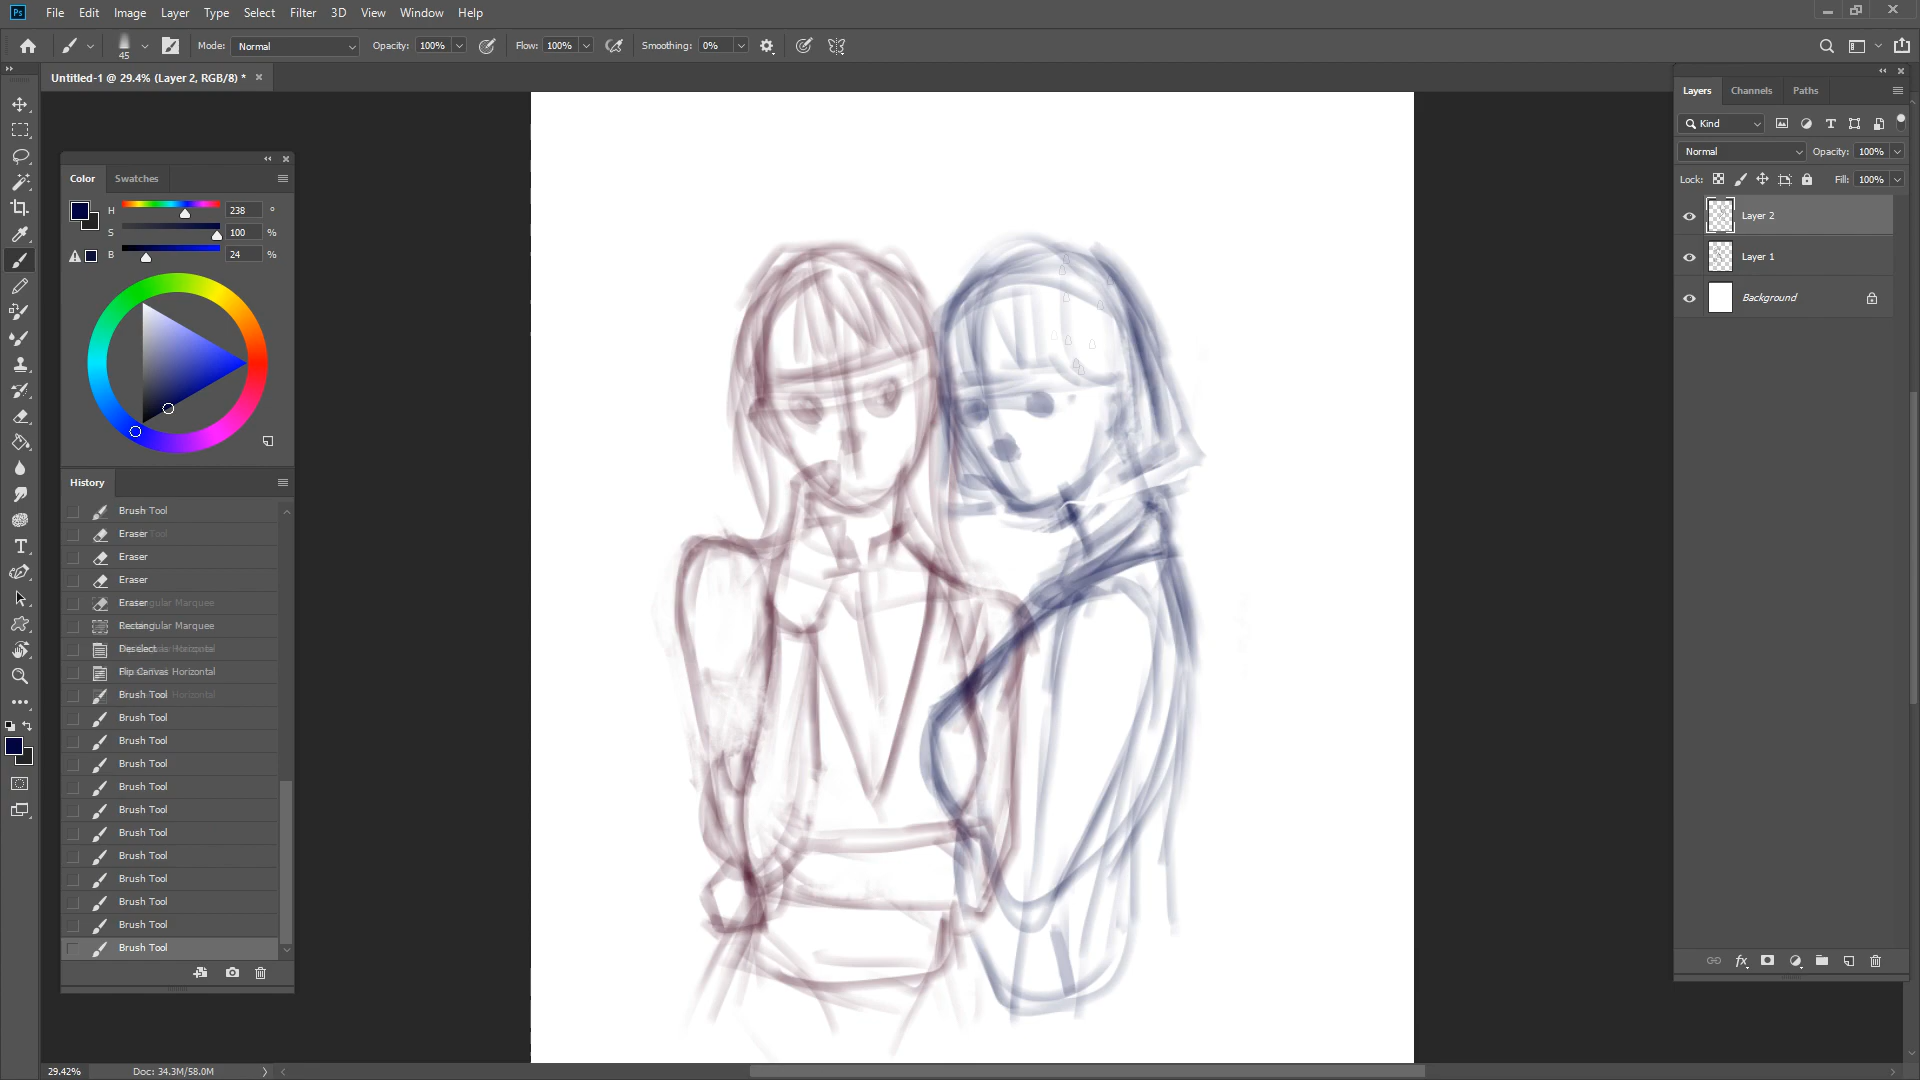 Ps File Edit Image Layer Type Select Filter 3D View Window Help
45 Mode: Normal Opacity: 100% Flow: 100% Smoothing: 0%
Untitled-1 @ 29.4% (Layer 2, RGB/8) *
Color Swatches
H 238 °
S 100 %
B 24 %
History
Brush Tool
Eraser
Eraser
Eraser
Eraser
Rectangular Marquee
Deselect
Flip Canvas Horizontal
Brush Tool
Brush Tool
Brush Tool
Brush Tool
Brush Tool
Brush Tool
Brush Tool
Brush Tool
Brush Tool
Brush Tool
Brush Tool
Brush Tool
Layers Channels Paths
Kind
Normal Opacity: 100%
Lock: Fill: 100%
Layer 2
Layer 1
Background
fx
29.42% Doc: 34.3M/58.0M